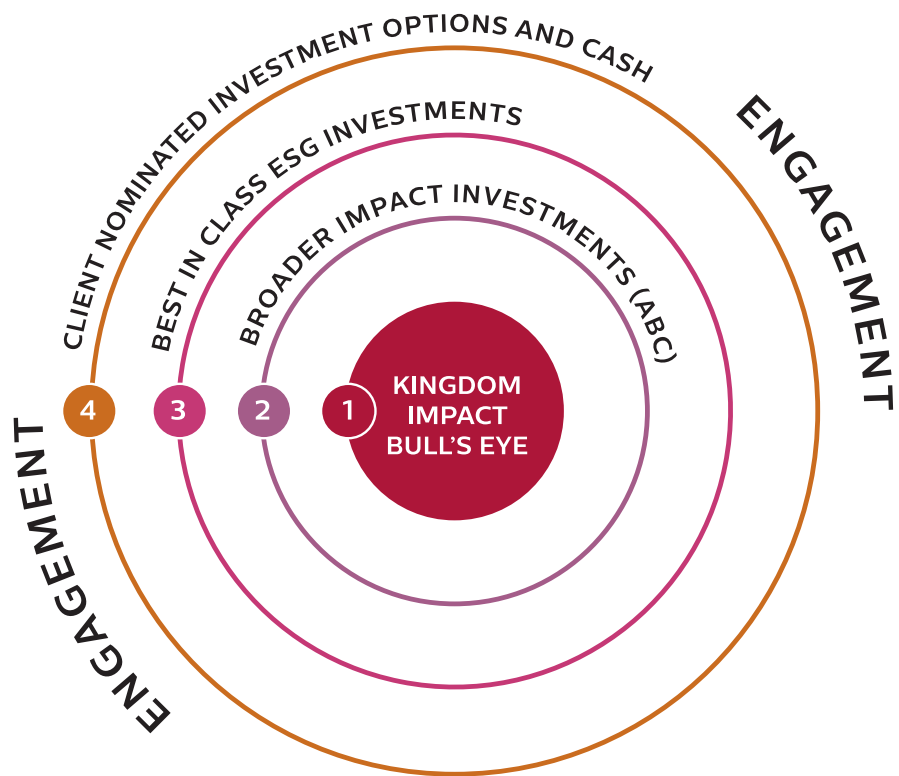 CLIENT NOMINATED INVESTMENT OPTIONS AND CASH
BEST IN CLASS ESG INVESTMENTS
BROADER IMPACT INVESTMENTS (ABC)
ENGAGEMENT
4
3
2
1
KINGDOM
IMPACT
BULL'S EYE
ENGAGEMENT